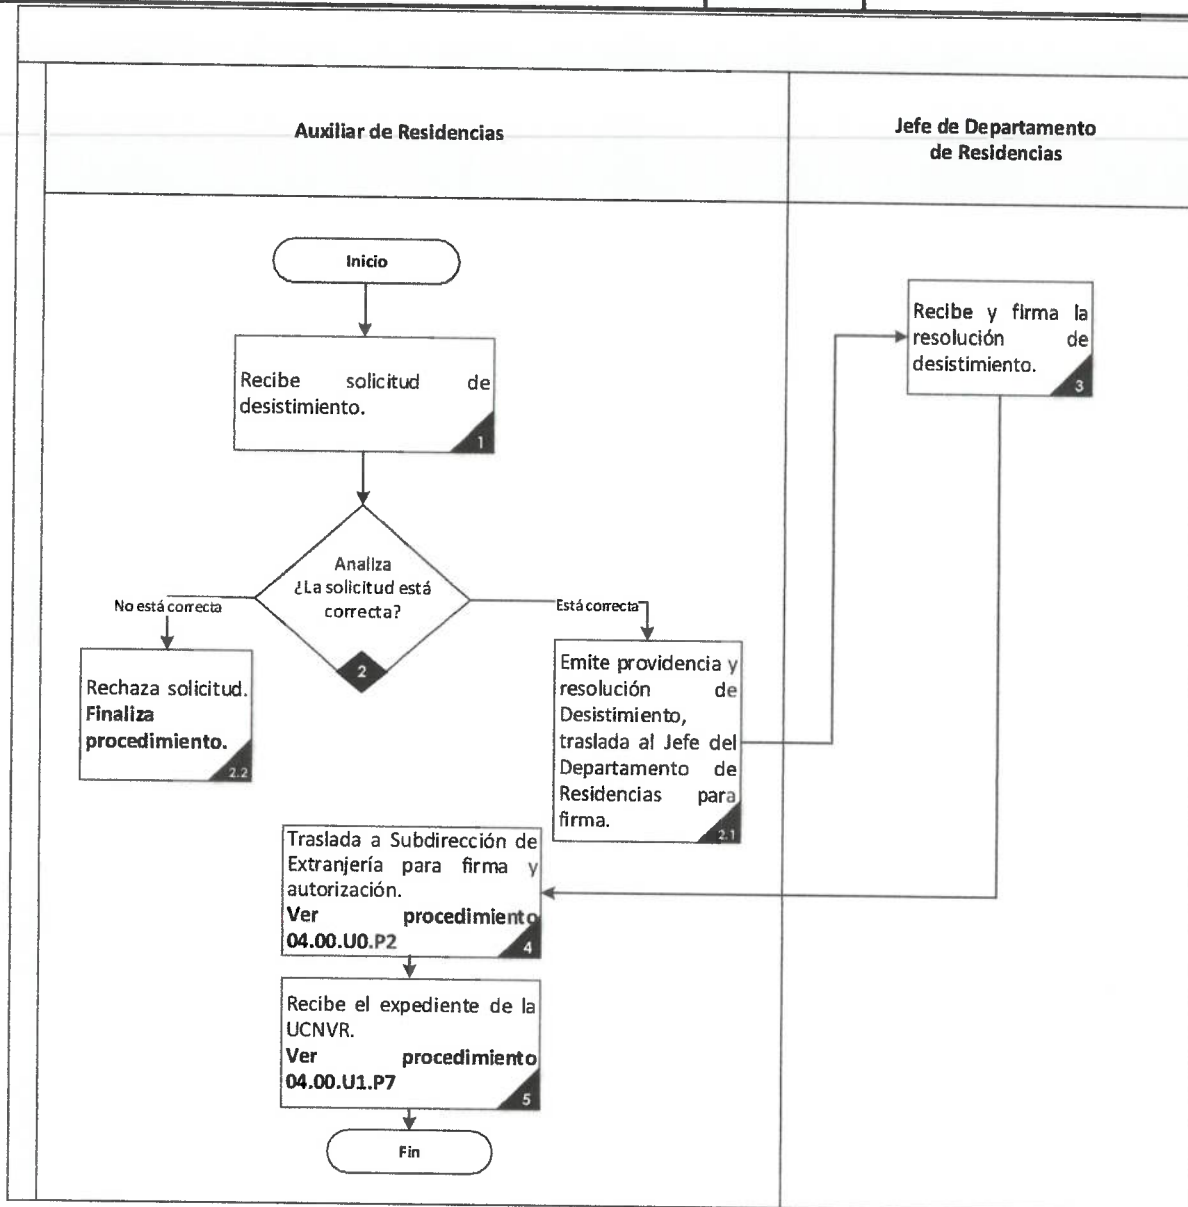 Auxiliar de Residencias
Jefe de Departamento
de Residencias
Inicio
Recibe solicitud de
desistimiento.
1
Analiza
¿La solicitud está
correcta?
2
No está correcta
Está correcta
Rechaza solicitud.
Finaliza
procedimiento.
2.2
Emite providencia y
resolución de
Desistimiento,
traslada al Jefe del
Departamento de
Residencias para
firma.
2.1
Recibe y firma la
resolución de
desistimiento.
3
Traslada a Subdirección de
Extranjería para firma y
autorización.
Ver procedimiento
04.00.U0.P2
4
Recibe el expediente de la
UCNVR.
Ver procedimiento
04.00.U1.P7
5
Fin